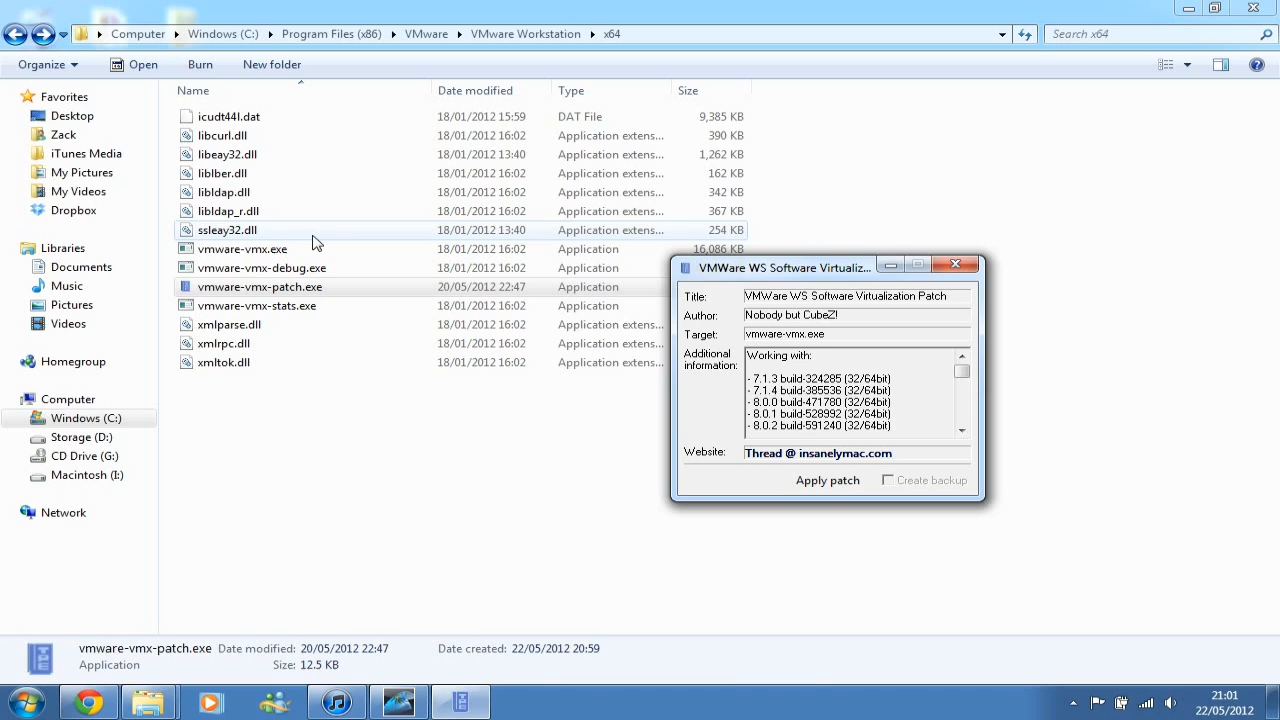 Computer Windows (C:) Program Files (x86) VMware VMware Workstation x64
Search x64
Organize Open Burn New folder
Name Date modified Type Size
Favorites
Desktop
Zack
iTunes Media
My Pictures
My Videos
Dropbox
Libraries
Documents
Music
Pictures
Videos
Homegroup
Computer
Windows (C:)
Storage (D:)
CD Drive (G:)
Macintosh (I:)
Network
icudt44l.dat 18/01/2012 15:59 DAT File 9,385 KB
libcurl.dll 18/01/2012 16:02 Application extens... 390 KB
libeay32.dll 18/01/2012 13:40 Application extens... 1,262 KB
liblber.dll 18/01/2012 16:02 Application extens... 162 KB
libldap.dll 18/01/2012 16:02 Application extens... 342 KB
libldap_r.dll 18/01/2012 16:02 Application extens... 367 KB
ssleay32.dll 18/01/2012 13:40 Application extens... 254 KB
vmware-vmx.exe 18/01/2012 16:02 Application 16,086 KB
vmware-vmx-debug.exe 18/01/2012 16:02 Application
vmware-vmx-patch.exe 20/05/2012 22:47 Application
vmware-vmx-stats.exe 18/01/2012 16:02 Application
xmlparse.dll 18/01/2012 16:02 Application extens...
xmlrpc.dll 18/01/2012 16:02 Application extens...
xmltok.dll 18/01/2012 16:02 Application extens...
VMWare WS Software Virtualiz...
Title: VMWare WS Software Virtualization Patch
Author: Nobody but CubeZ!
Target: vmware-vmx.exe
Additional information:
Working with:
- 7.1.3 build-324285 (32/64bit)
- 7.1.4 build-385536 (32/64bit)
- 8.0.0 build-471780 (32/64bit)
- 8.0.1 build-528992 (32/64bit)
- 8.0.2 build-591240 (32/64bit)
Website: Thread @ insanelymac.com
Apply patch Create backup
vmware-vmx-patch.exe Date modified: 20/05/2012 22:47 Date created: 22/05/2012 20:59
Application Size: 12.5 KB
21:01
22/05/2012